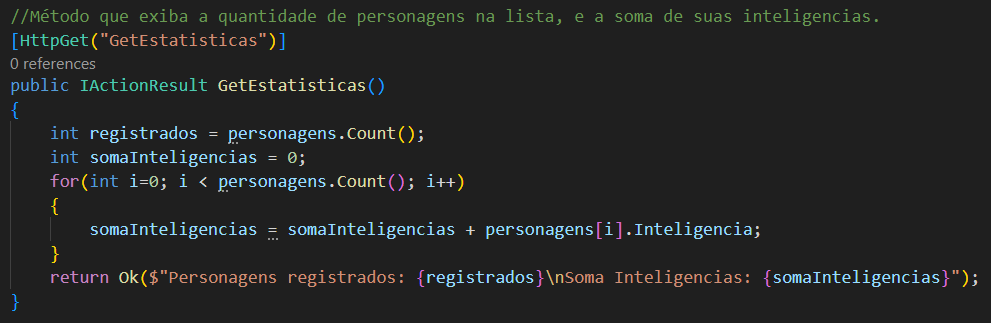 //Método que exiba a quantidade de personagens na lista, e a soma de suas inteligencias.
[HttpGet("GetEstatisticas")]
0 references
public IActionResult GetEstatisticas()
{
    int registrados = personagens.Count();
    int somaInteligencias = 0;
    for(int i=0; i < personagens.Count(); i++)
    {
        somaInteligencias = somaInteligencias + personagens[i].Inteligencia;
    }
    return Ok($"Personagens registrados: {registrados}\nSoma Inteligencias: {somaInteligencias}");
}